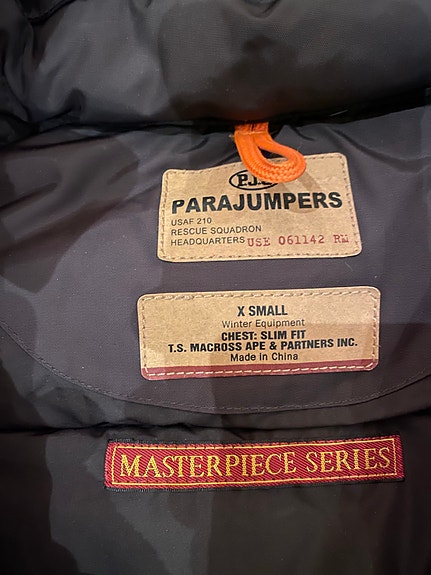 PARAJUMPERS
USAF 210
RESCUE SQUADRON
HEADQUARTERS USE 061142 RW
X SMALL
Winter Equipment
CHEST: SLIM FIT
T.S. MACROSS APE & PARTNERS INC.
Made in China
MASTERPIECE SERIES